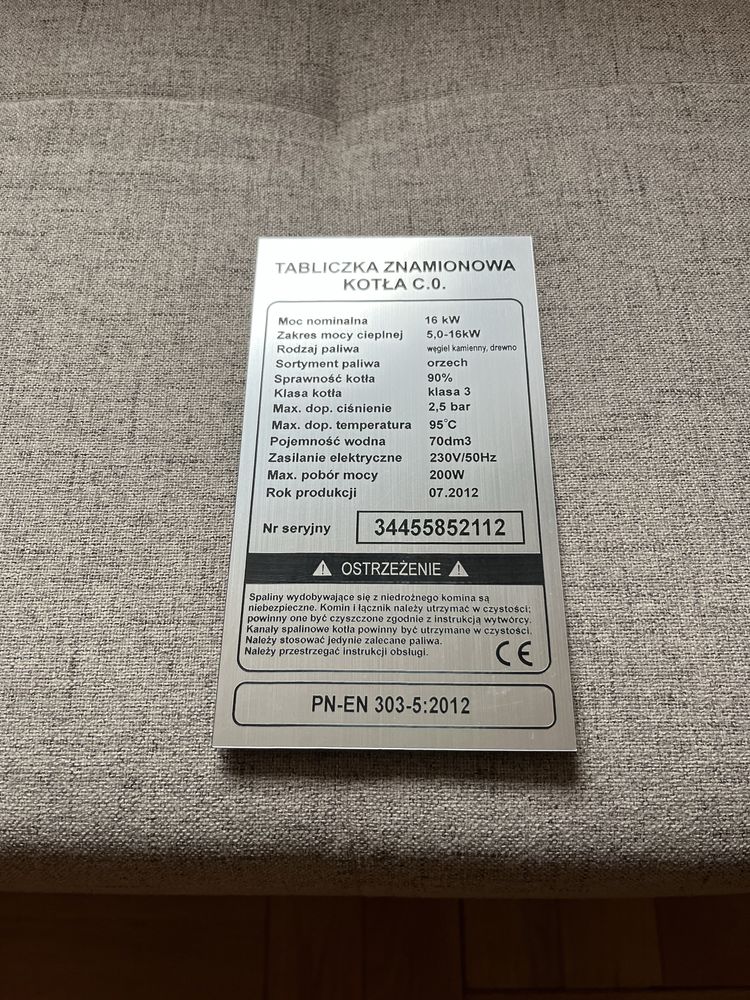 TABLICZKA ZNAMIONOWA
KOTŁA C.0.
Moc nominalna 16 kW
Zakres mocy cieplnej 5,0-16kW
Rodzaj paliwa węgiel kamienny, drewno
Sortyment paliwa orzech
Sprawność kotła 90%
Klasa kotła klasa 3
Max. dop. ciśnienie 2,5 bar
Max. dop. temperatura 95°C
Pojemność wodna 70dm3
Zasilanie elektryczne 230V/50Hz
Max. pobór mocy 200W
Rok produkcji 07.2012
Nr seryjny 34455852112
OSTRZEŻENIE
Spaliny wydobywające się z niedrożnego komina są
niebezpieczne. Komin i łącznik należy utrzymać w czystości;
powinny one być czyszczone zgodnie z instrukcją wytwórcy.
Kanały spalinowe kotła powinny być utrzymane w czystości.
Należy stosować jedynie zalecane paliwa.
Należy przestrzegać instrukcji obsługi.
CE
PN-EN 303-5:2012